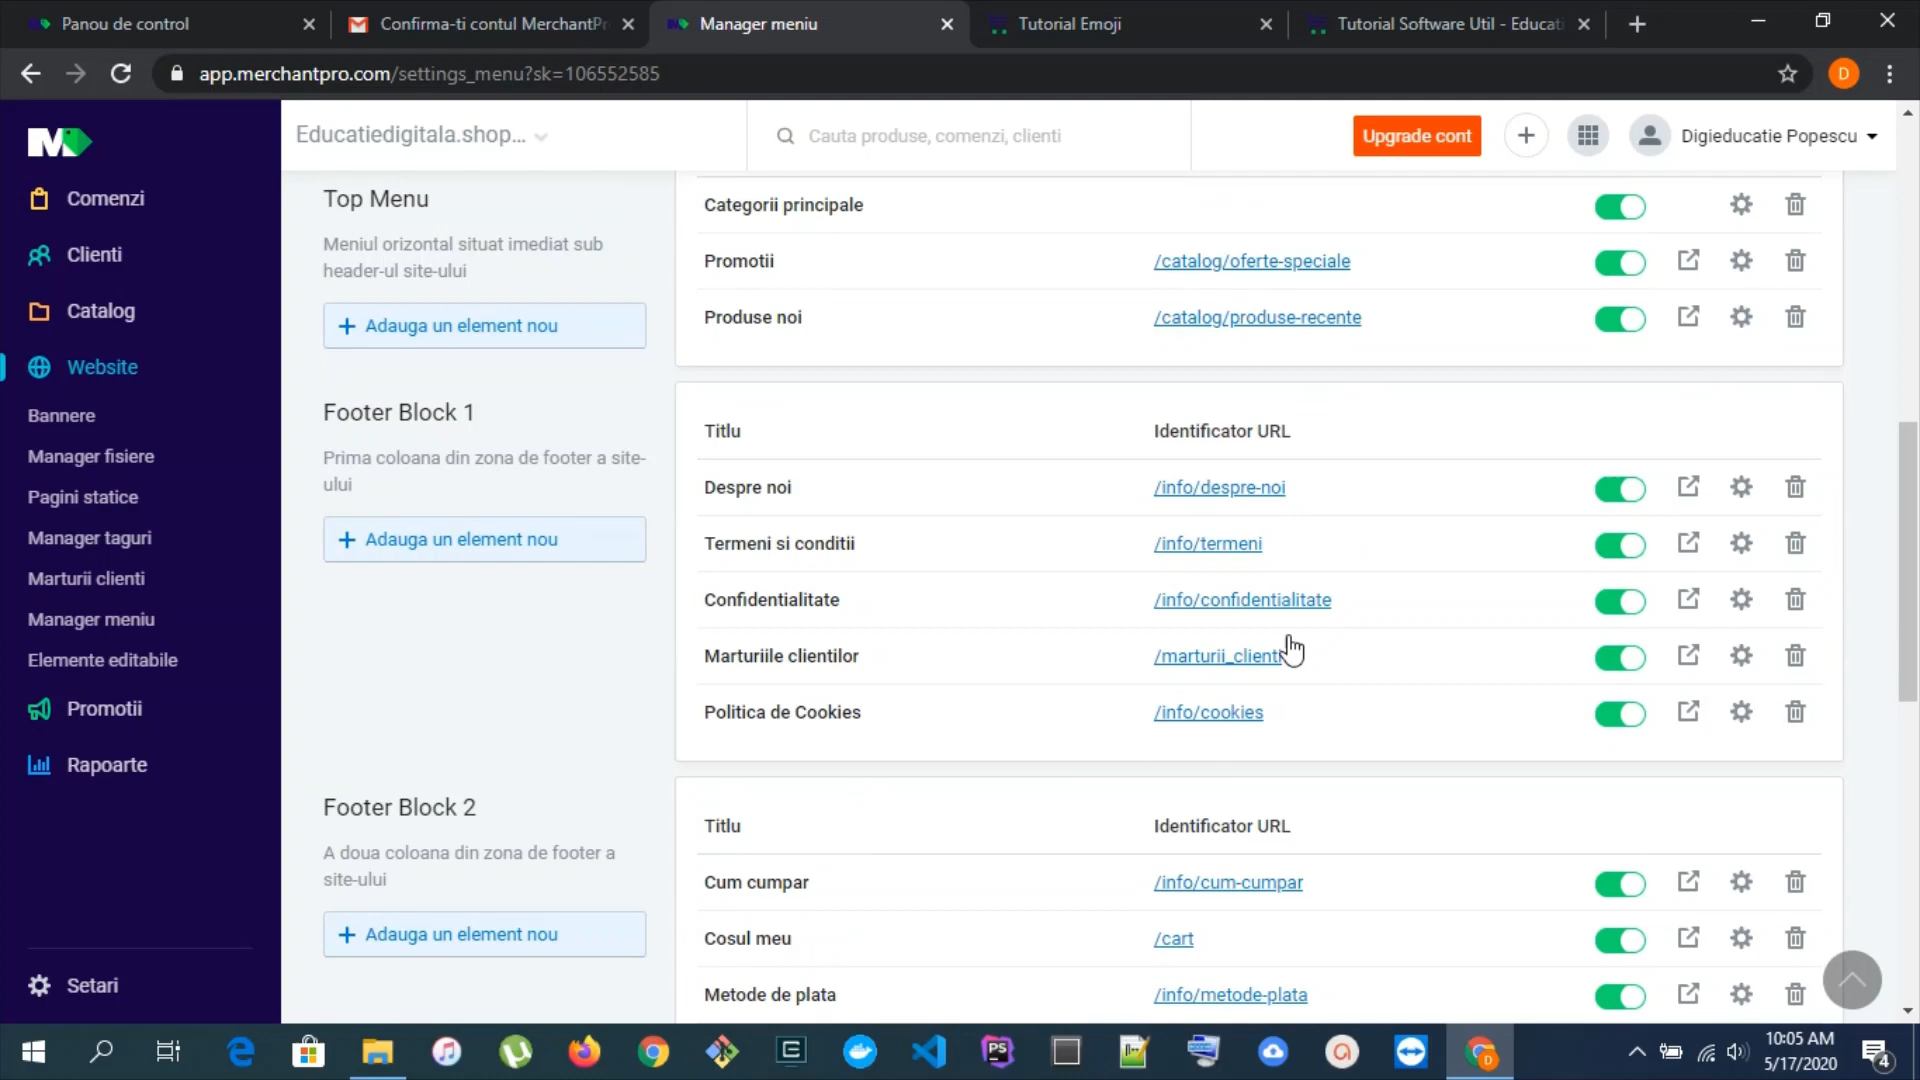 Panou de control
Confirma-ti contul MerchantPr
Manager meniu
Tutorial Emoji
Tutorial Software Util - Educati
app.merchantpro.com/settings_menu?sk=106552585
D
Educatiedigitala.shop...
Cauta produse, comenzi, clienti
Upgrade cont
Digieducatie Popescu
Comenzi
Clienti
Catalog
Website
Bannere
Manager fisiere
Pagini statice
Manager taguri
Marturii clienti
Manager meniu
Elemente editabile
Promotii
Rapoarte
Setari
Top Menu
Meniul orizontal situat imediat sub
header-ul site-ului
Adauga un element nou
Categorii principale
Promotii /catalog/oferte-speciale
Produse noi /catalog/produse-recente
Footer Block 1
Prima coloana din zona de footer a site-
ului
Adauga un element nou
Titlu Identificator URL
Despre noi /info/despre-noi
Termeni si conditii /info/termeni
Confidentialitate /info/confidentialitate
Marturiile clientilor /marturii_clienti
Politica de Cookies /info/cookies
Footer Block 2
A doua coloana din zona de footer a
site-ului
Adauga un element nou
Titlu Identificator URL
Cum cumpar /info/cum-cumpar
Cosul meu /cart
Metode de plata /info/metode-plata
10:05 AM
5/17/2020
4